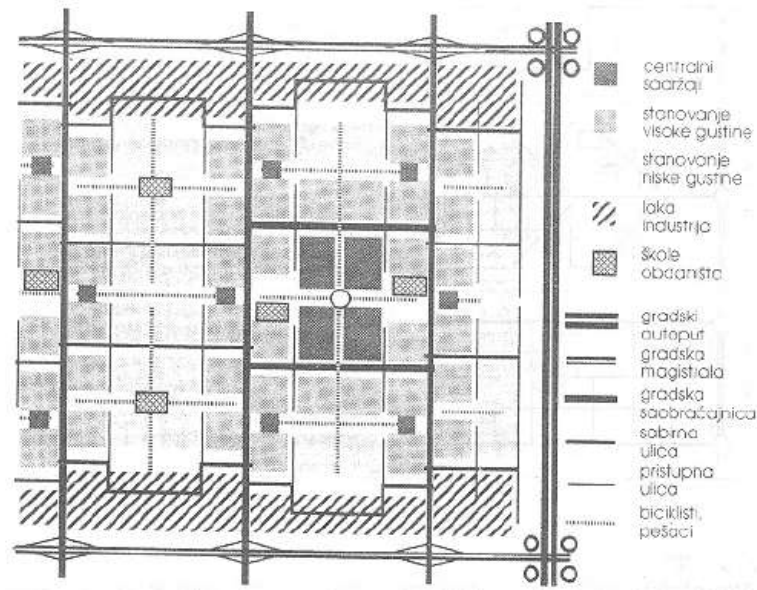 centralni
sadržaji
stanovanje
visoke gustine
stanovanje
niske gustine
laka
industrija
škole
obdaništa
gradski
autoput
gradska
magistrala
gradska
saobraćajnica
sabirna
ulica
pristupna
ulica
biciklisti,
pešaci